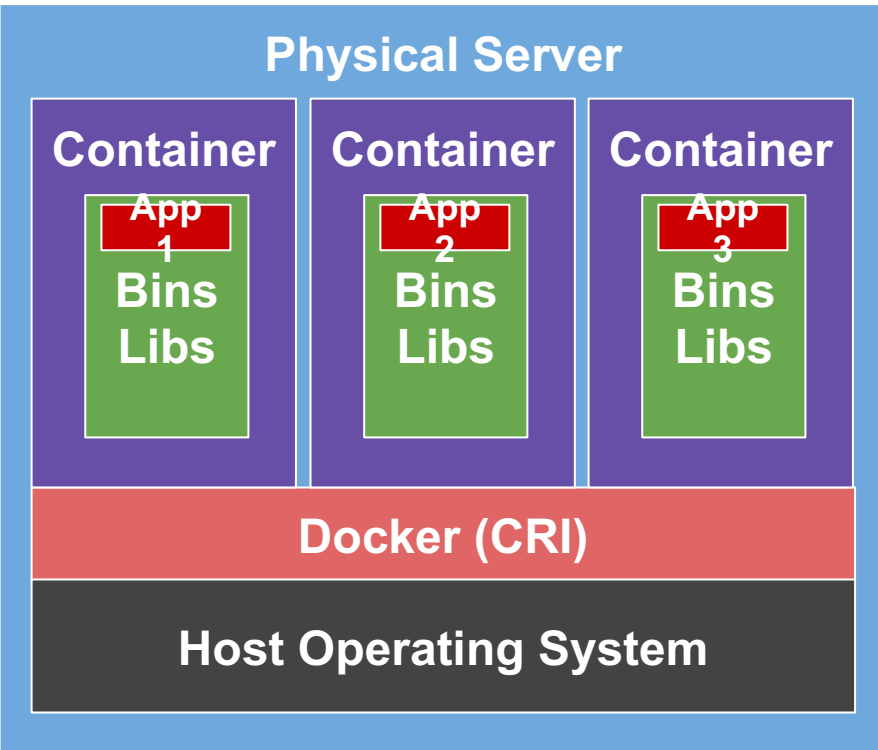 Physical Server
Container
App
1
Bins
Libs
Container
App
2
Bins
Libs
Container
App
3
Bins
Libs
Docker (CRI)
Host Operating System